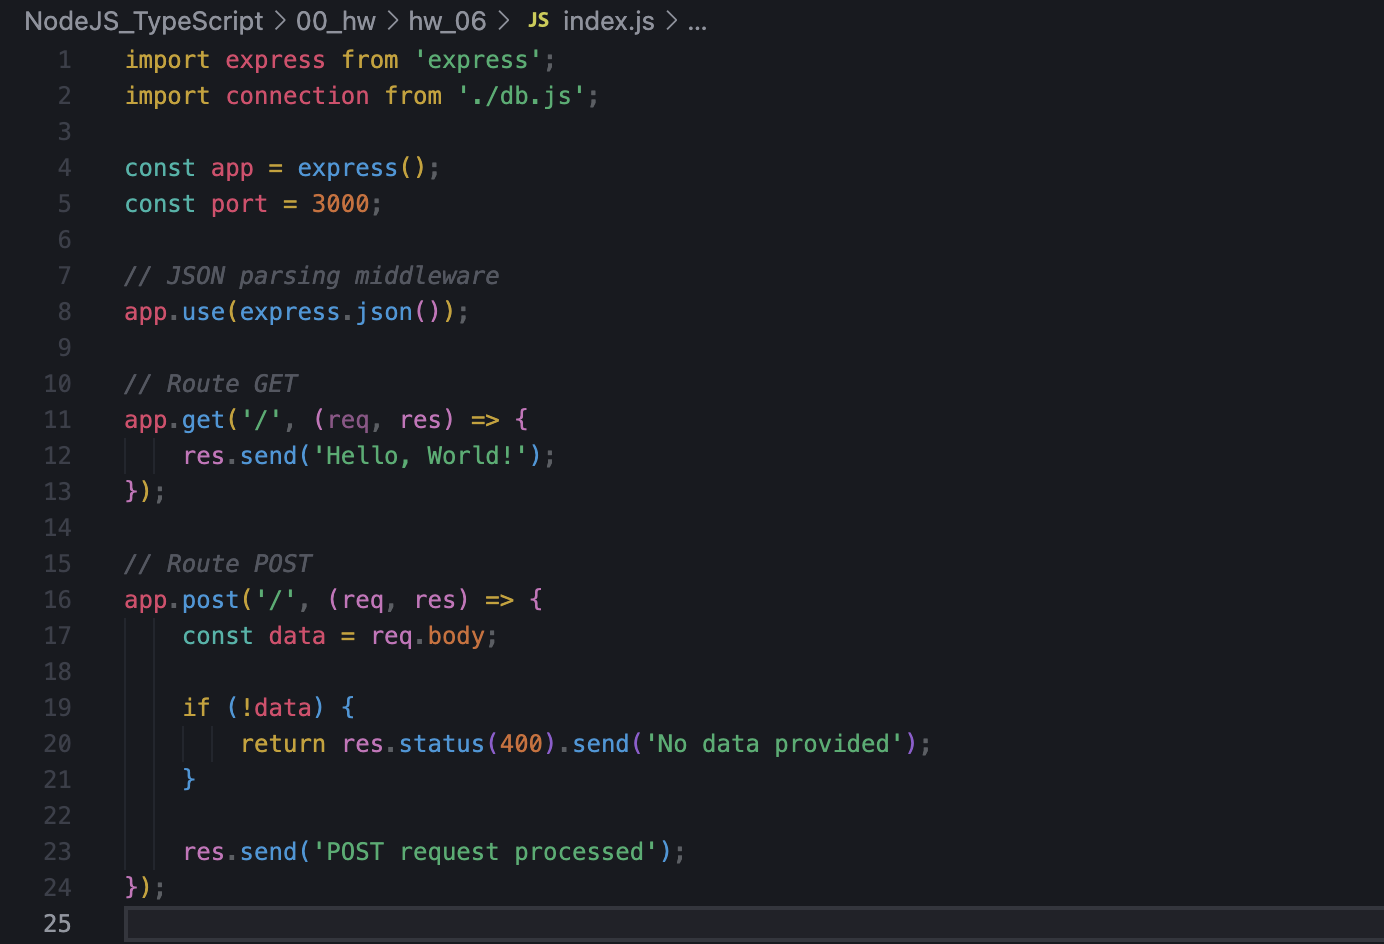 NodeJS_TypeScript > 00_hw > hw_06 > JS index.js > ...
1 import express from 'express';
2 import connection from './db.js';
3
4 const app = express();
5 const port = 3000;
6
7 // JSON parsing middleware
8 app.use(express.json());
9
10 // Route GET
11 app.get('/', (req, res) => {
12     res.send('Hello, World!');
13 });
14
15 // Route POST
16 app.post('/', (req, res) => {
17     const data = req.body;
18
19     if (!data) {
20         return res.status(400).send('No data provided');
21     }
22
23     res.send('POST request processed');
24 });
25